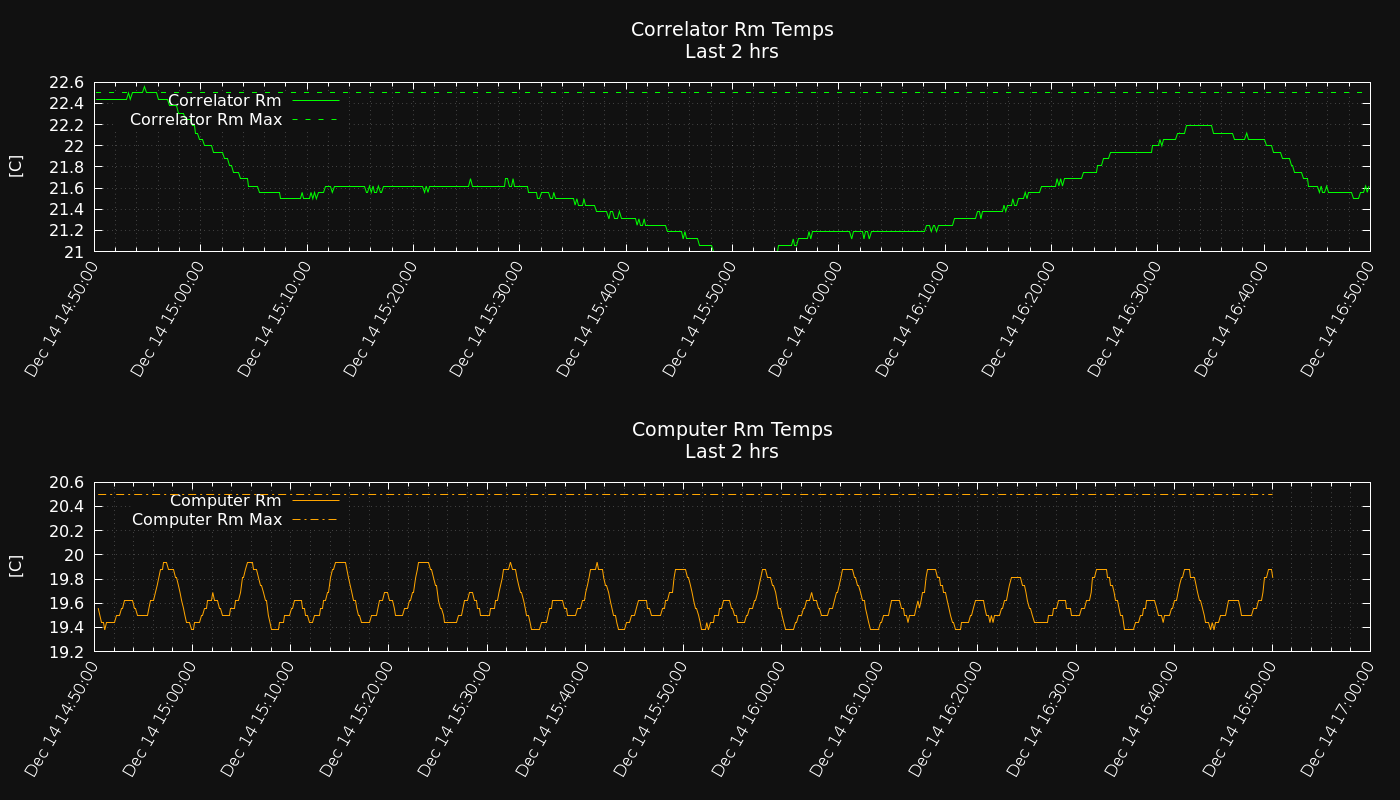 Correlator Rm Temps
Last 2 hrs
22.6
22.4
22.2
22
21.8
21.6
21.4
21.2
21
[C]
Correlator Rm
Correlator Rm Max
Dec 14 14:50:00
Dec 14 15:00:00
Dec 14 15:10:00
Dec 14 15:20:00
Dec 14 15:30:00
Dec 14 15:40:00
Dec 14 15:50:00
Dec 14 16:00:00
Dec 14 16:10:00
Dec 14 16:20:00
Dec 14 16:30:00
Dec 14 16:40:00
Dec 14 16:50:00
Computer Rm Temps
Last 2 hrs
20.6
20.4
20.2
20
19.8
19.6
19.4
19.2
[C]
Computer Rm
Computer Rm Max
Dec 14 14:50:00
Dec 14 15:00:00
Dec 14 15:10:00
Dec 14 15:20:00
Dec 14 15:30:00
Dec 14 15:40:00
Dec 14 15:50:00
Dec 14 16:00:00
Dec 14 16:10:00
Dec 14 16:20:00
Dec 14 16:30:00
Dec 14 16:40:00
Dec 14 16:50:00
Dec 14 17:00:00